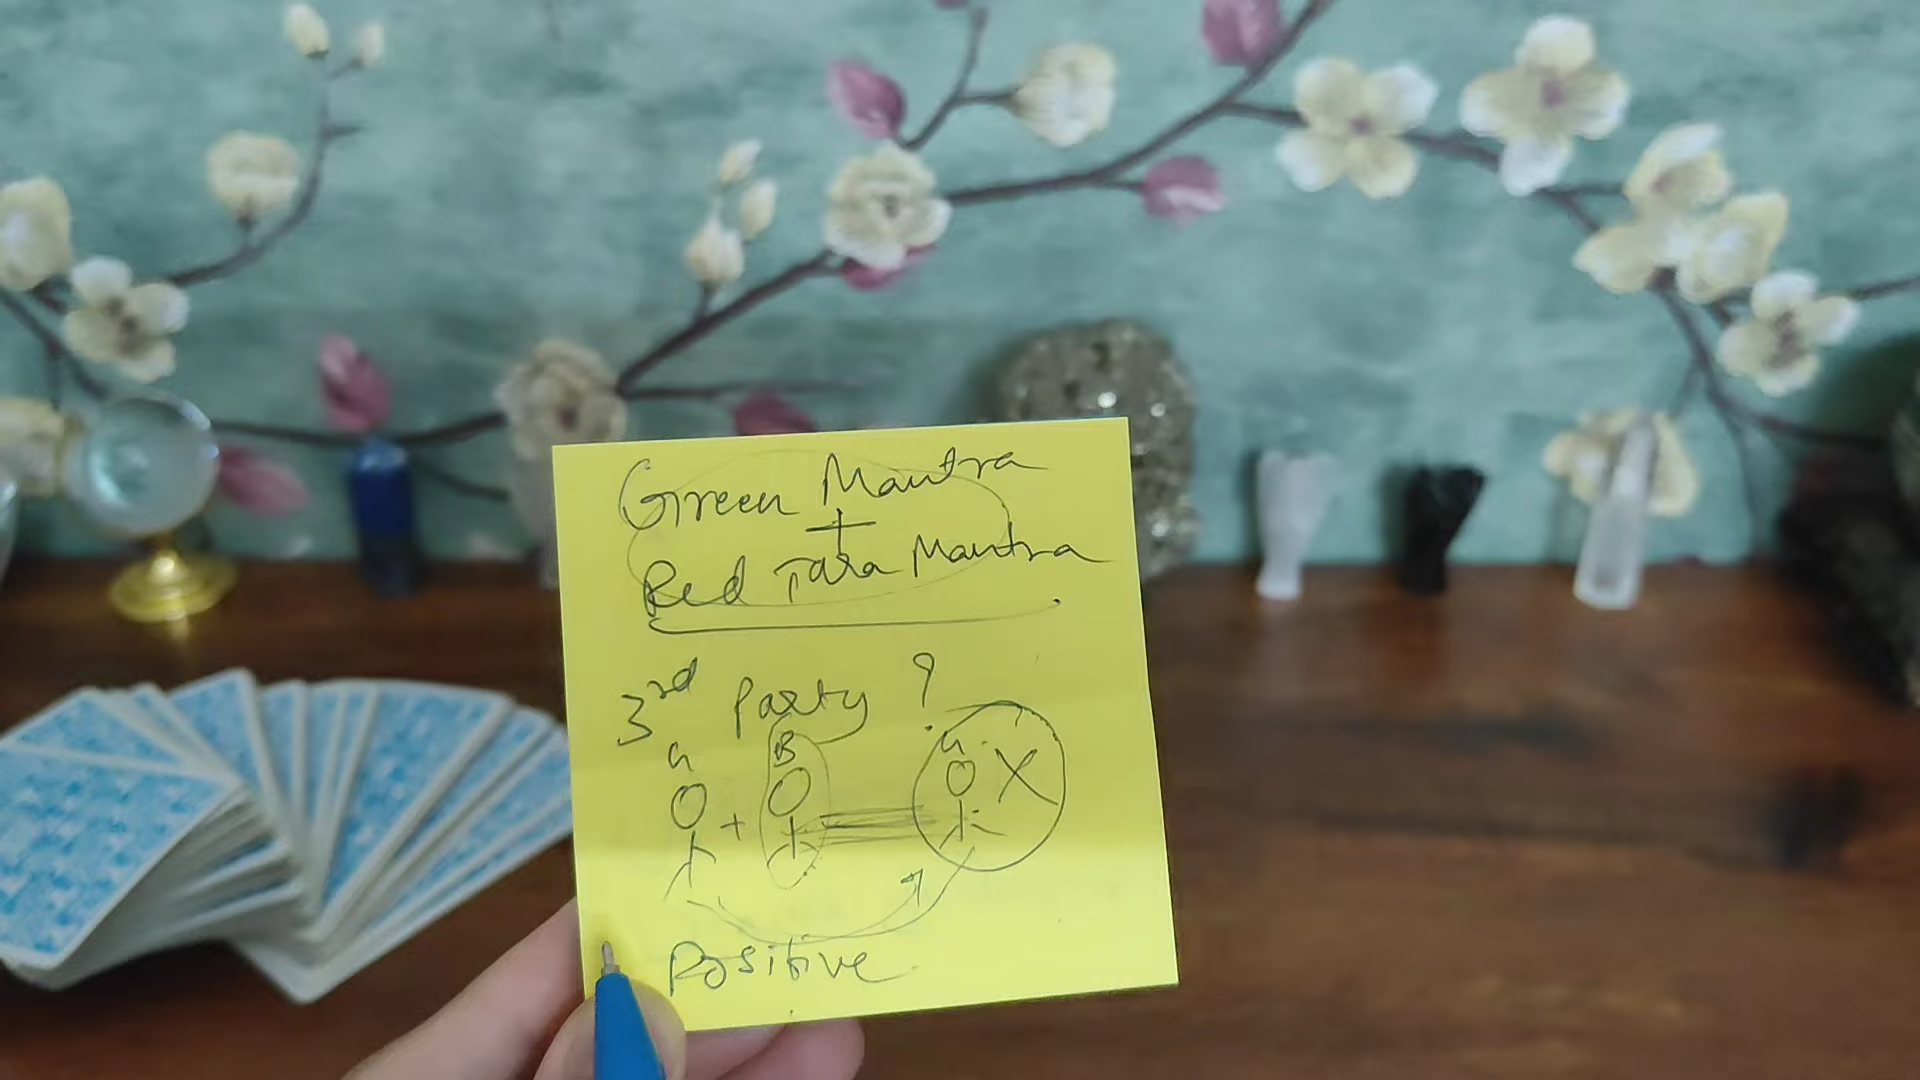 Green Mantra
+
Red Tara Mantra
3rd Party ?
G B G
+ X
Positive